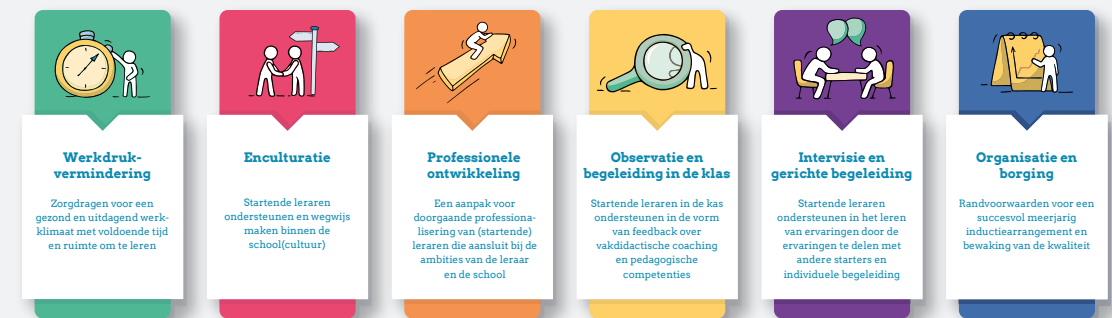 Werkdruk-
vermindering
Zorgdragen voor een
gezond en uitdagend werk-
klimaat met voldoende tijd
en ruimte om te leren
Enculturatie
Startende leraren
ondersteunen en wegwijs
maken binnen de
school(cultuur)
Professionele
ontwikkeling
Een aanpak voor
doorgaande professiona-
lisering van (startende)
leraren die aansluit bij de
ambities van de leraar
en de school
Observatie en
begeleiding in de klas
Startende leraren in de kas
ondersteunen in de vorm
van feedback over
vakdidactische coaching
en pedagogische
competenties
Intervisie en
gerichte begeleiding
Startende leraren
ondersteunen in het leren
van ervaringen door de
ervaringen te delen met
andere starters en
individuele begeleiding
Organisatie en
borging
Randvoorwaarden voor een
succesvol meerjarig
inductiearrangement en
bewaking van de kwaliteit